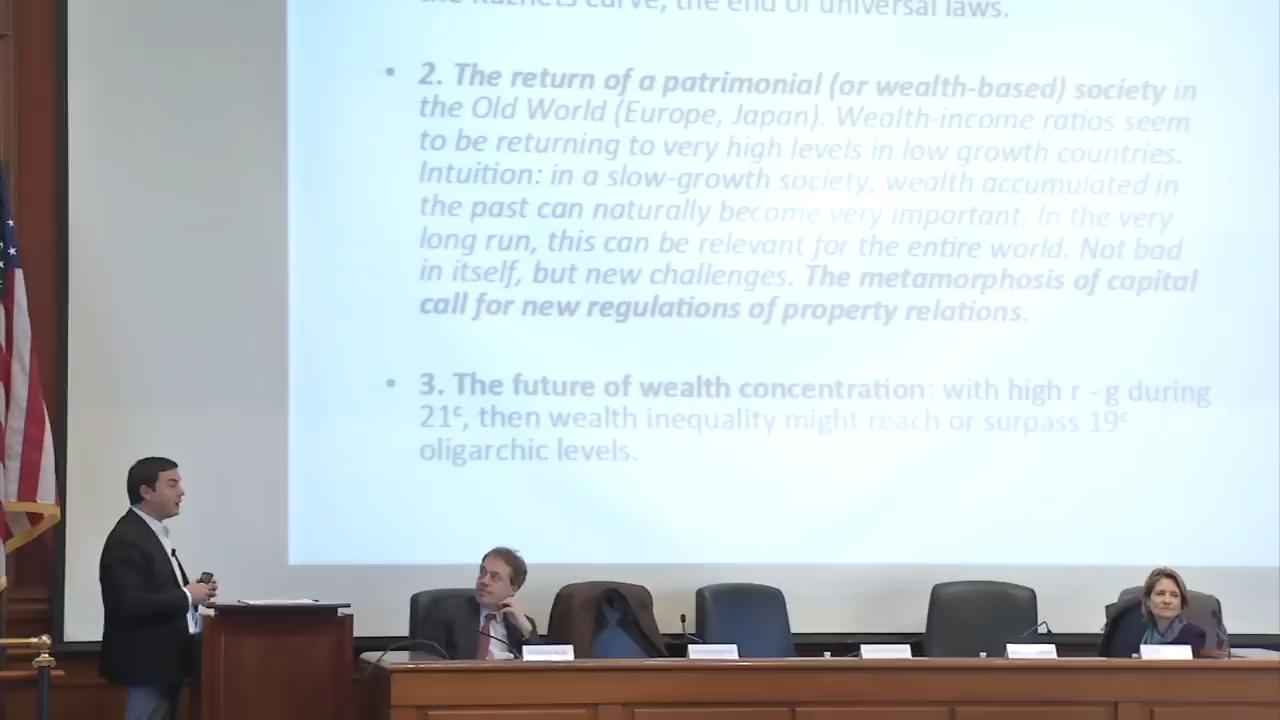 the Kuznets curve, the end of universal laws.
• 2. The return of a patrimonial (or wealth-based) society in
the Old World (Europe, Japan). Wealth-income ratios seem
to be returning to very high levels in low growth countries.
Intuition: in a slow-growth society, wealth accumulated in
the past can naturally become very important. In the very
long run, this can be relevant for the entire world. Not bad
in itself, but new challenges. The metamorphosis of capital
call for new regulations of property relations.
• 3. The future of wealth concentration: with high r - g during
21ᶜ, then wealth inequality might reach or surpass 19ᶜ
oligarchic levels.